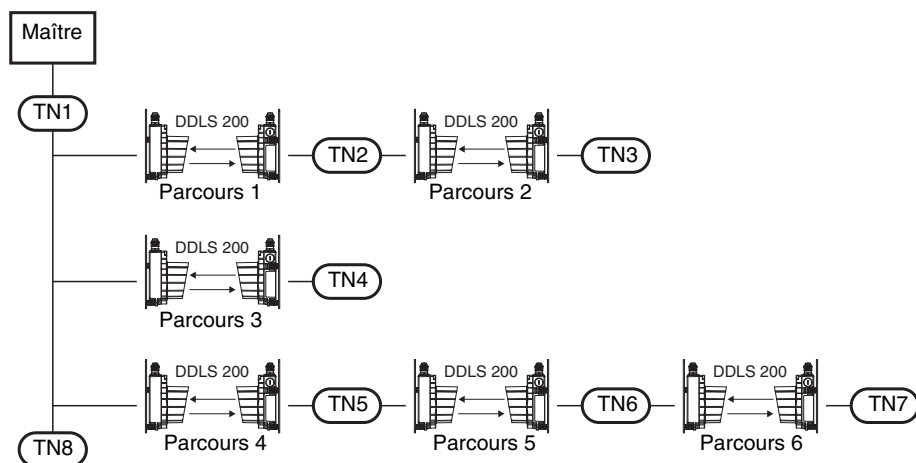 Maître
TN1
DDLS 200 DDLS 200
TN2 TN3
Parcours 1 Parcours 2
DDLS 200
TN4
Parcours 3
DDLS 200 DDLS 200 DDLS 200
TN5 TN6 TN7
Parcours 4 Parcours 5 Parcours 6
TN8